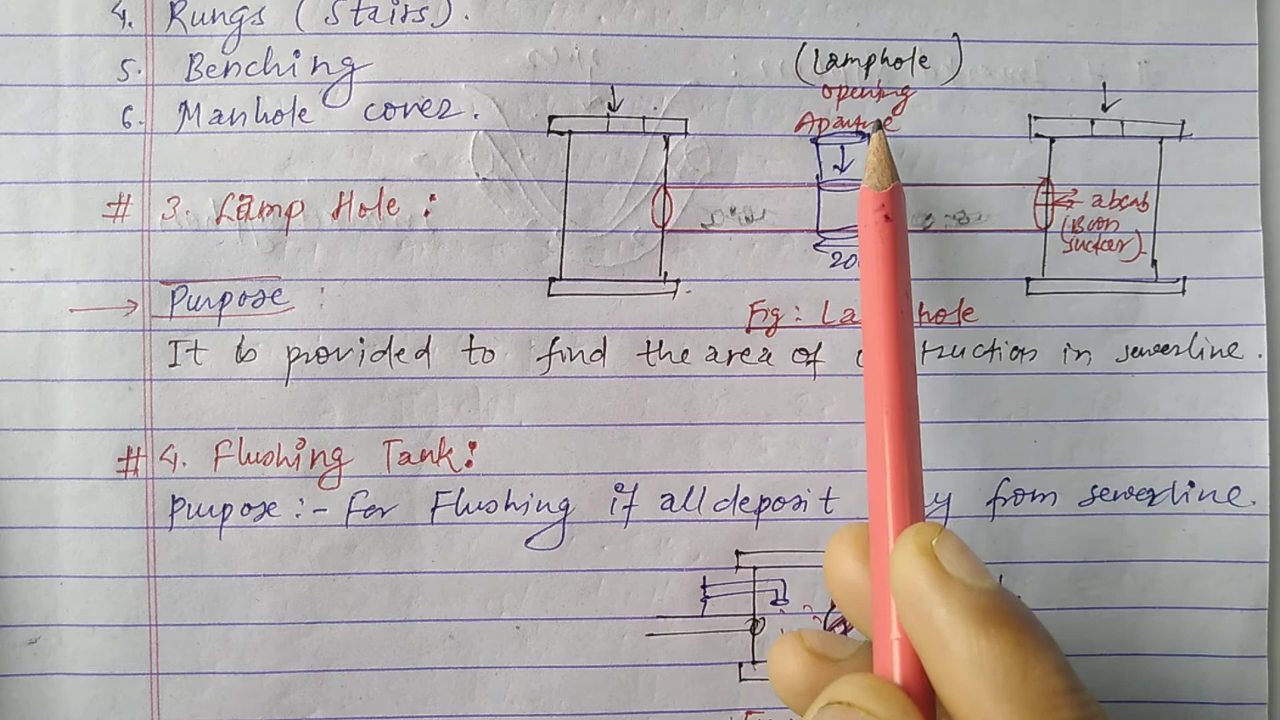 4. Rungs (Stairs).
5. Benching
6. Manhole cover.
(Lamphole)
opening
# 3. Lamp Hole :
Purpose :
Fig: La hole
It is provided to find the area of truction in sewerline.
# 4. Flushing Tank:
Purpose :- For Flushing if all deposit y from sewerline.